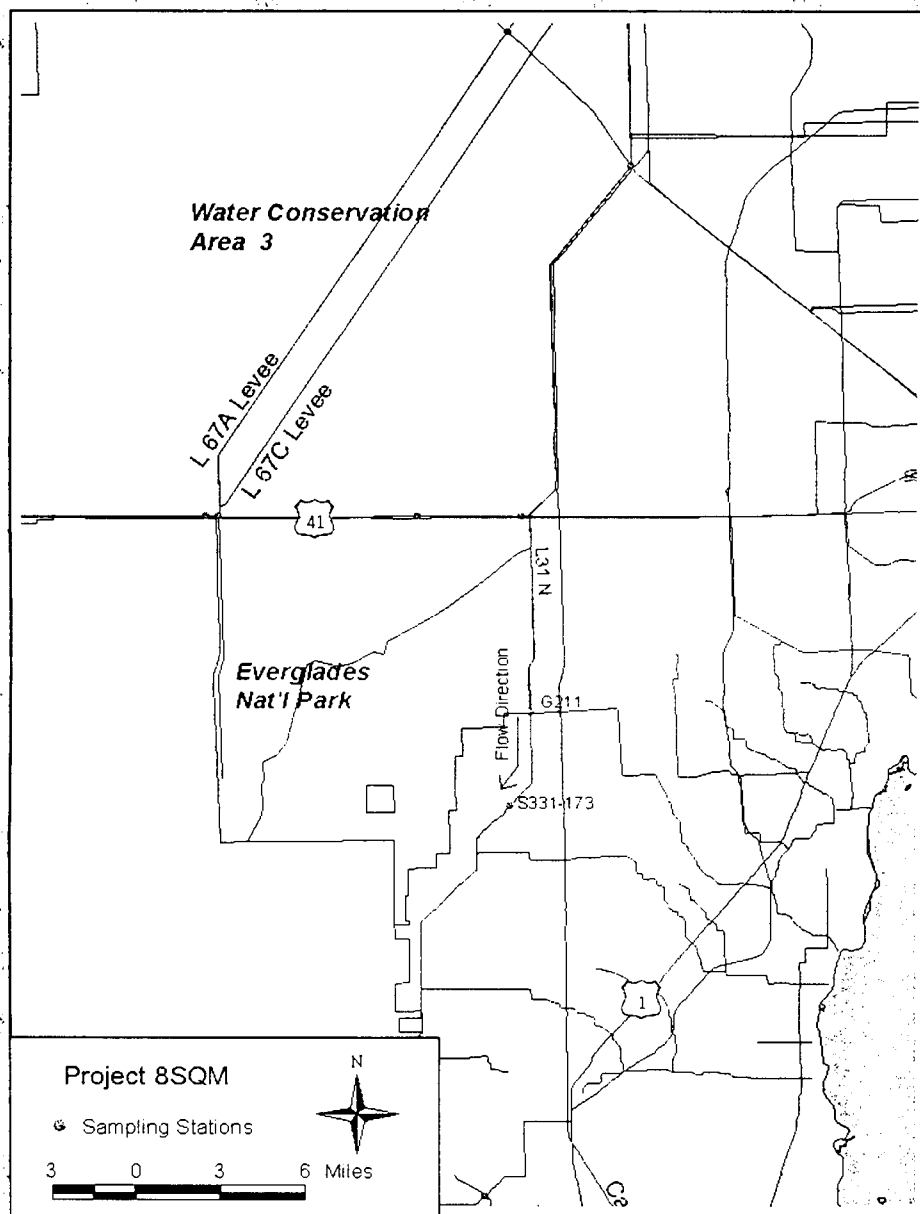 Water Conservation
Area 3
L 67A Levee
L 67C Levee
41
L31 N
Everglades
Nat'l Park
Flow Direction
G211
S331-173
1
Project 8SQM
N
Sampling Stations
3 0 3 6 Miles